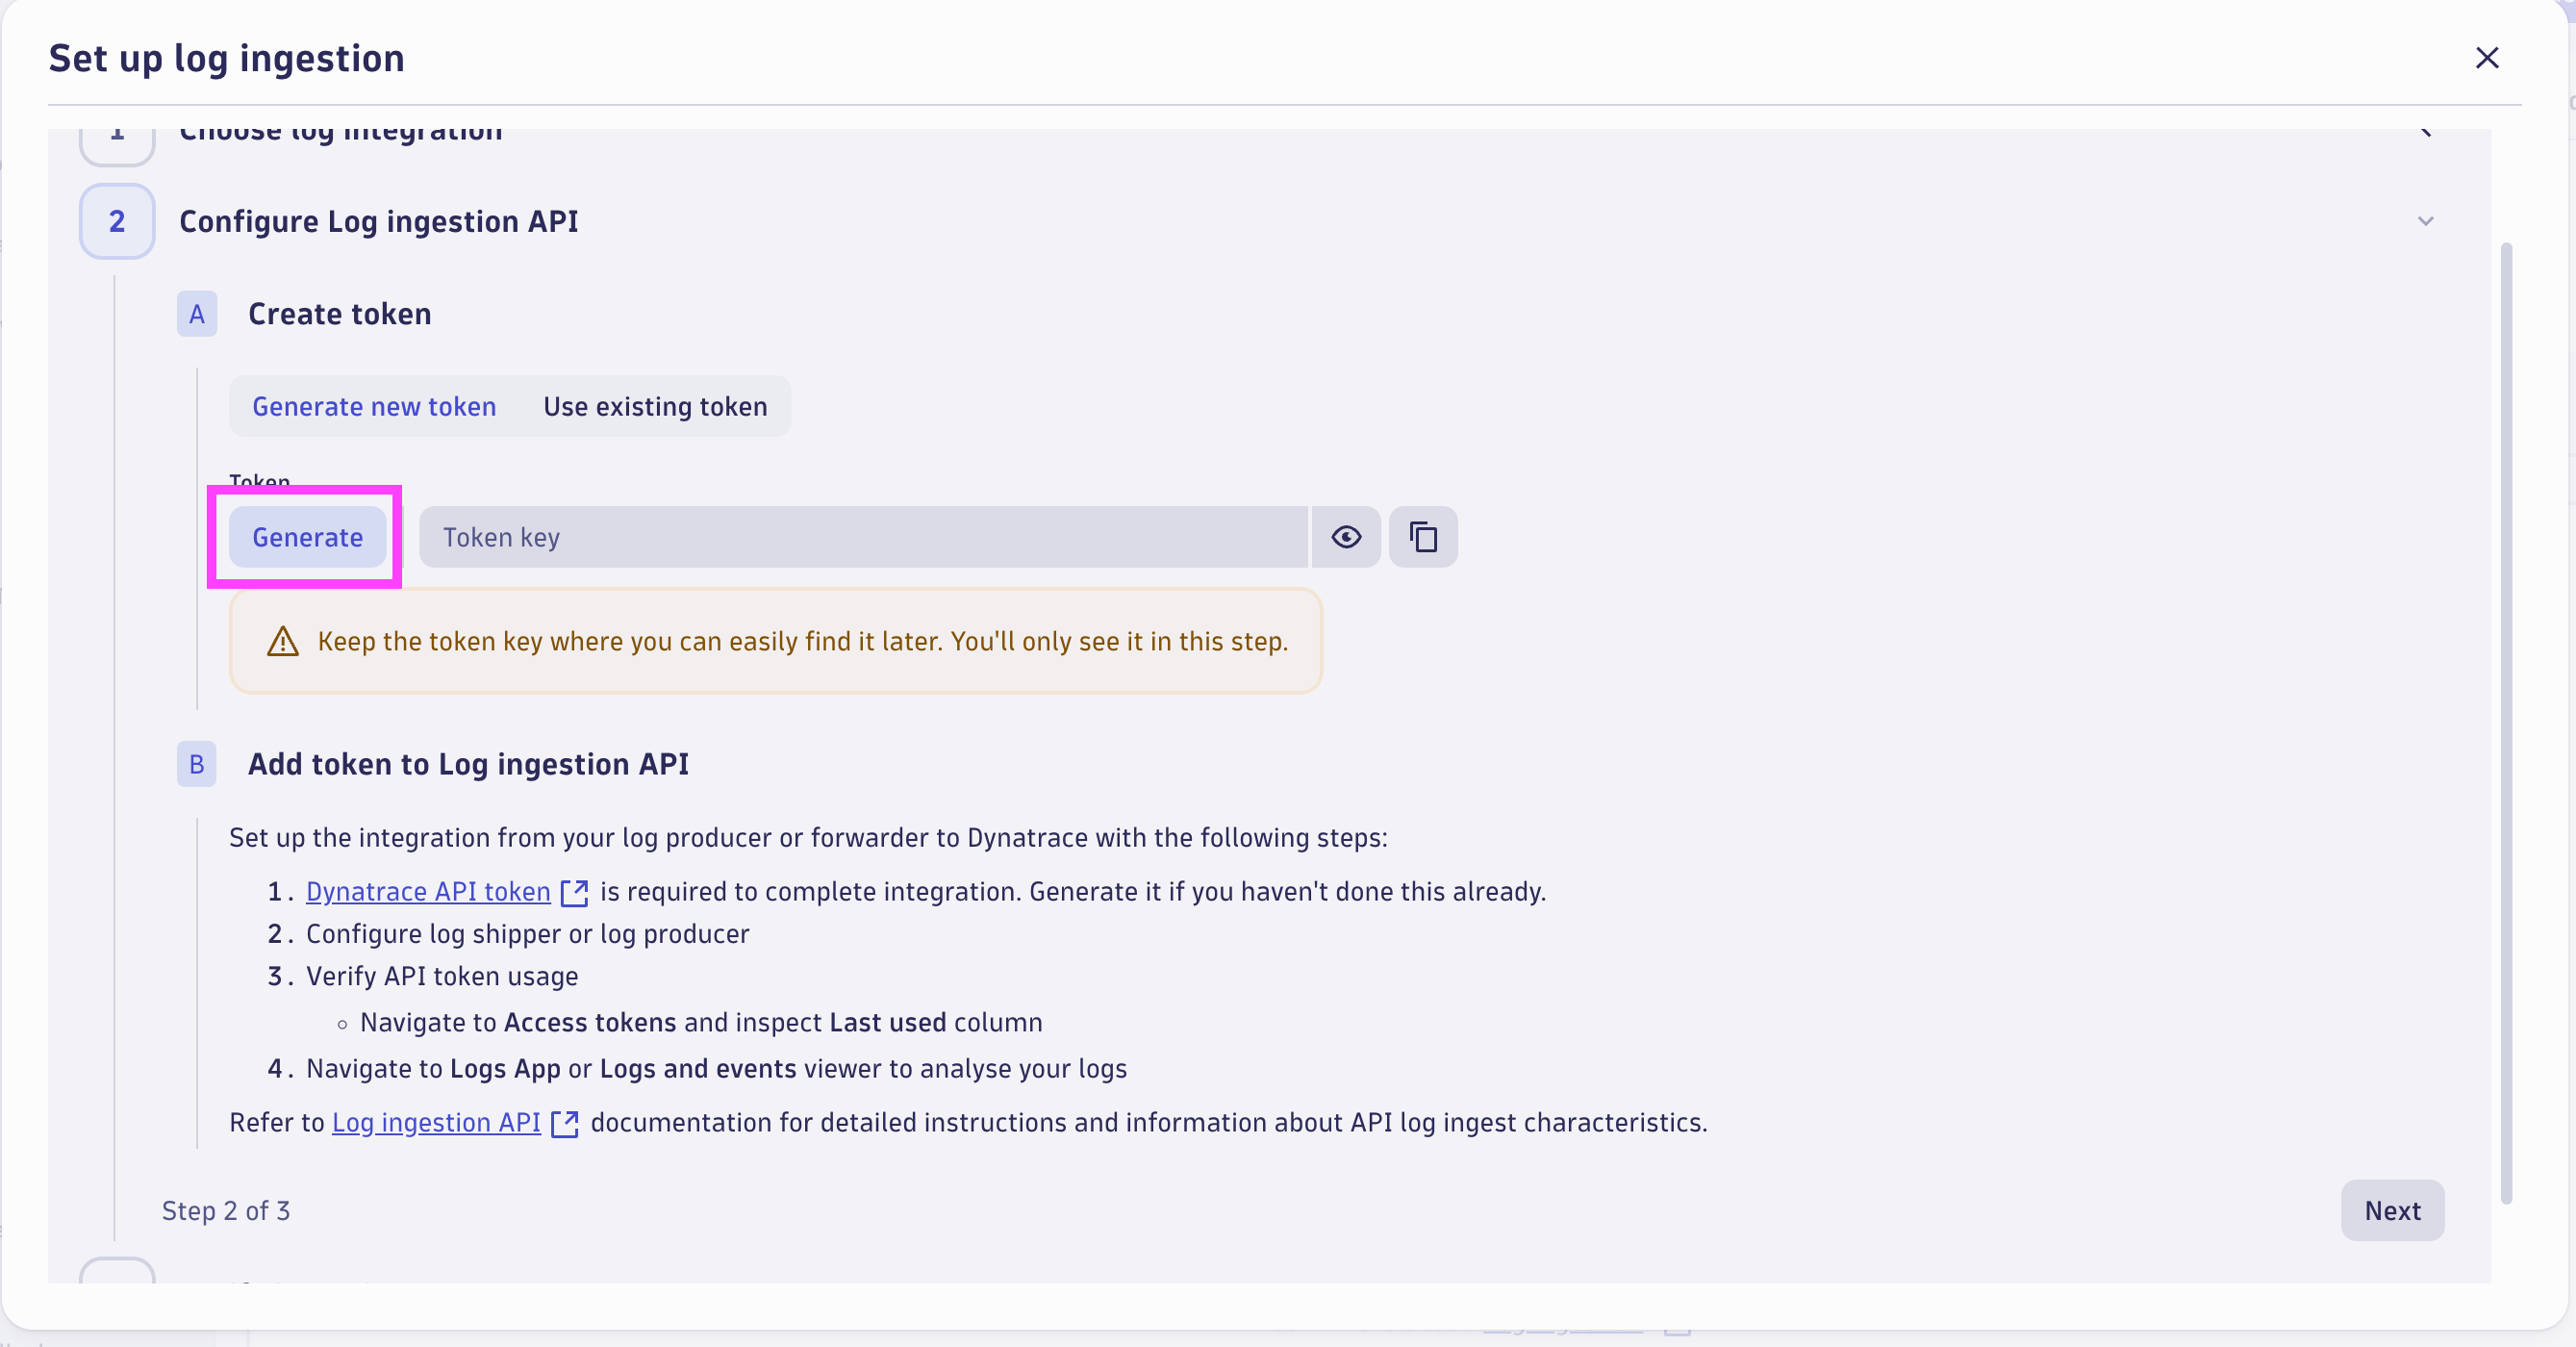 Set up log ingestion
1 Choose log integration
2 Configure Log ingestion API
A Create token
Generate new token Use existing token
Token
Generate Token key
Keep the token key where you can easily find it later. You'll only see it in this step.
B Add token to Log ingestion API
Set up the integration from your log producer or forwarder to Dynatrace with the following steps:
1. Dynatrace API token is required to complete integration. Generate it if you haven't done this already.
2. Configure log shipper or log producer
3. Verify API token usage
◦ Navigate to Access tokens and inspect Last used column
4. Navigate to Logs App or Logs and events viewer to analyse your logs
Refer to Log ingestion API documentation for detailed instructions and information about API log ingest characteristics.
Step 2 of 3 Next